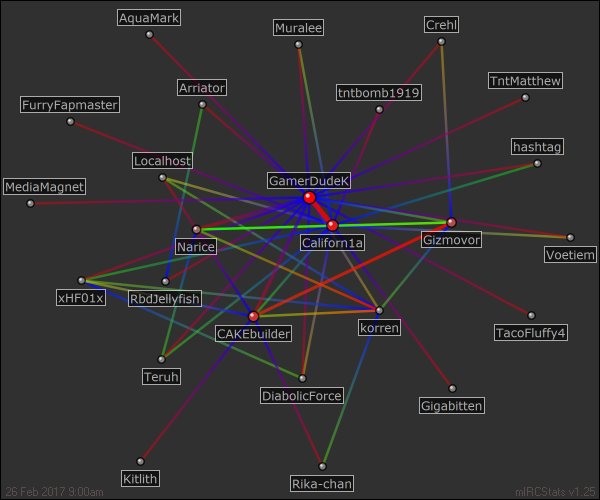 AquaMark
Muralee
Crehl
Arriator
tntbomb1919
TntMatthew
FurryFapmaster
Localhost
hashtag
GamerDudeK
MediaMagnet
Narice
Californ1a
Gizmovor
Voetiem
xHF01x
RbdJellyfish
CAKEbuilder
korren
TacoFluffy4
Teruh
DiabolicForce
Gigabitten
Kitlith
Rika-chan
26 Feb 2017 9:00am
mIRCStats v1.25